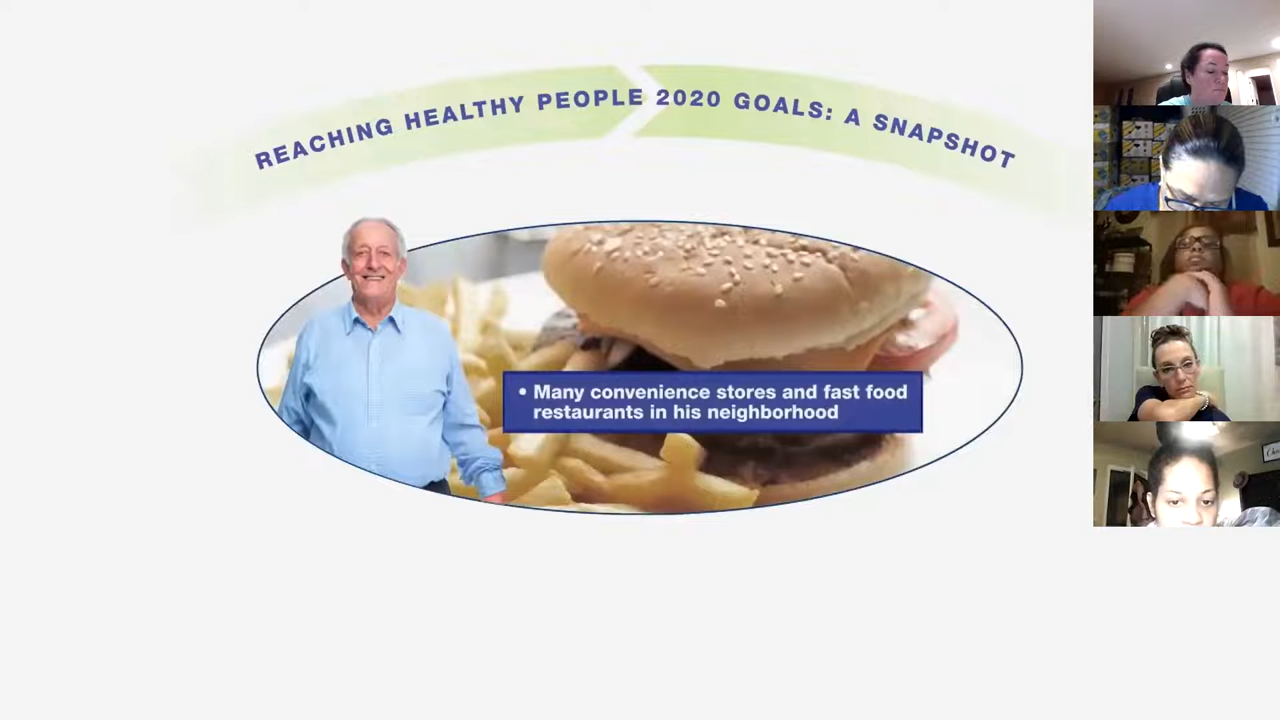 REACHING HEALTHY PEOPLE 2020 GOALS: A SNAPSHOT
• Many convenience stores and fast food
restaurants in his neighborhood